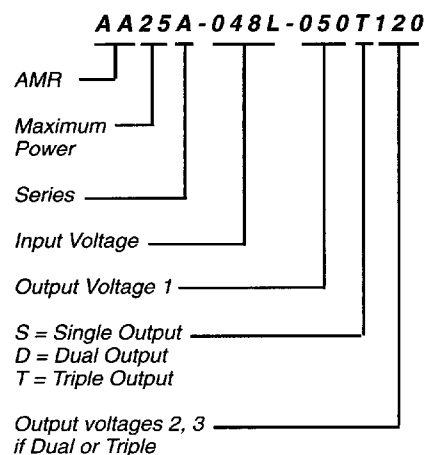 AA25A-048L-050T120
AMR
Maximum
Power
Series
Input Voltage
Output Voltage 1
S = Single Output
D = Dual Output
T = Triple Output
Output voltages 2, 3
if Dual or Triple